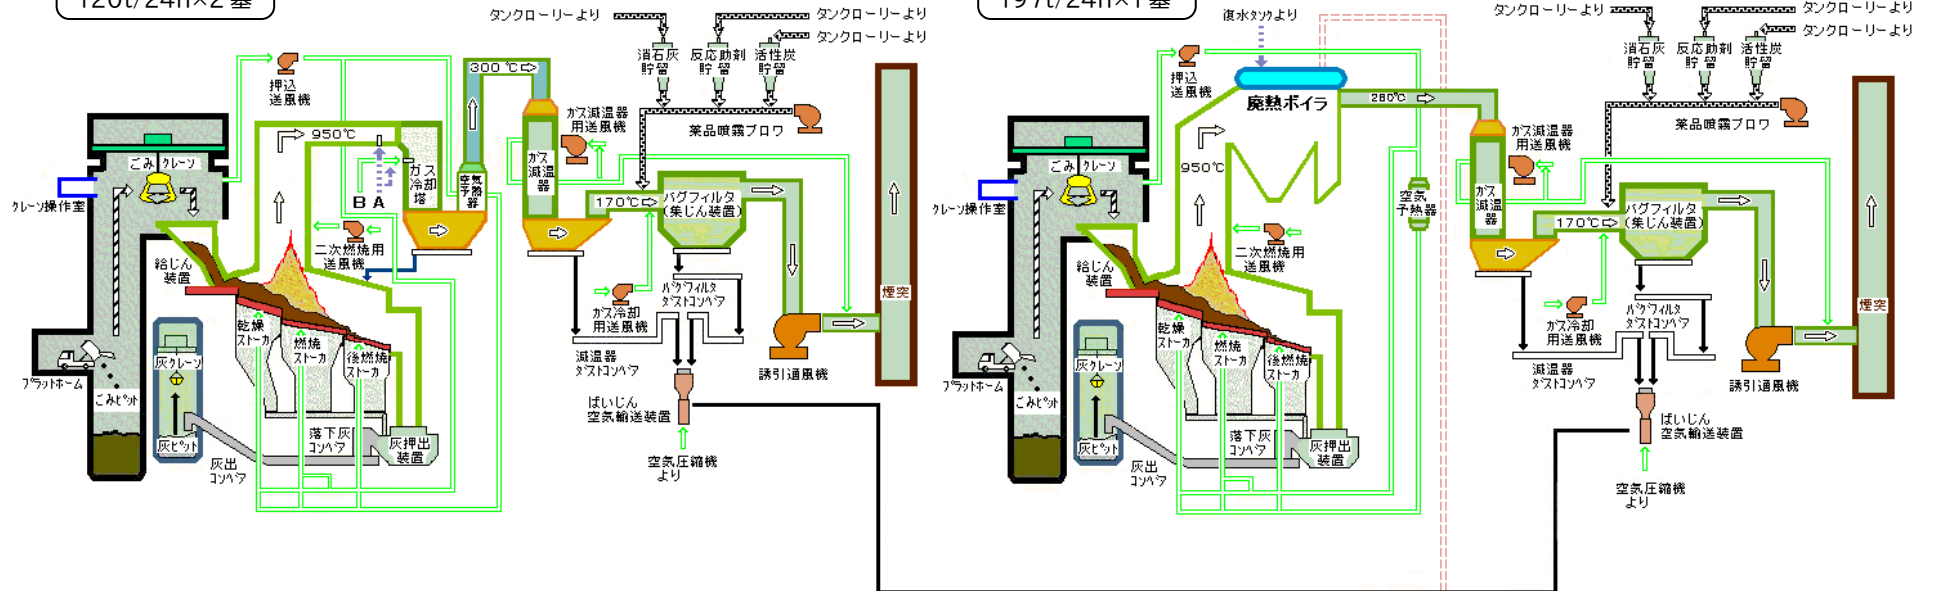 120t/24h×2基
タンクローリーより
タンクローリーより
タンクローリーより
消石灰
貯留
反応助剤
貯留
活性炭
貯留
薬品噴霧ブロワ
押込
送風機
300℃
950℃
ガス減温器
用送風機
ガス
減温
器
ガス
冷却
塔
空気
予熱
器
B A
ごみクレーン
クレーン操作室
170℃
バグフィルタ
(集じん装置)
二次燃焼用
送風機
給じん
装置
ガス冷却
用送風機
バグフィルタ
ダストコンベア
煙突
乾燥
ストーカ
燃焼
ストーカ
後燃焼
ストーカ
減温器
ダストコンベア
誘引通風機
プラットホーム
ごみピット
灰クレーン
灰ピット
灰出
コンベア
落下灰
コンベア
灰押出
装置
ばいじん
空気輸送装置
空気圧縮機
より
197t/24h×1基
復水タンクより
タンクローリーより
タンクローリーより
タンクローリーより
消石灰
貯留
反応助剤
貯留
活性炭
貯留
薬品噴霧ブロワ
押込
送風機
廃熱ボイラ
280℃
950℃
ガス減温器
用送風機
ガス
減温
器
空気
予熱器
ごみクレーン
クレーン操作室
170℃
バグフィルタ
(集じん装置)
二次燃焼用
送風機
給じん
装置
ガス冷却
用送風機
バグフィルタ
ダストコンベア
煙突
乾燥
ストーカ
燃焼
ストーカ
後燃焼
ストーカ
減温器
ダストコンベア
誘引通風機
プラットホーム
ごみピット
灰クレーン
灰ピット
灰出
コンベア
落下灰
コンベア
灰押出
装置
ばいじん
空気輸送装置
空気圧縮機
より